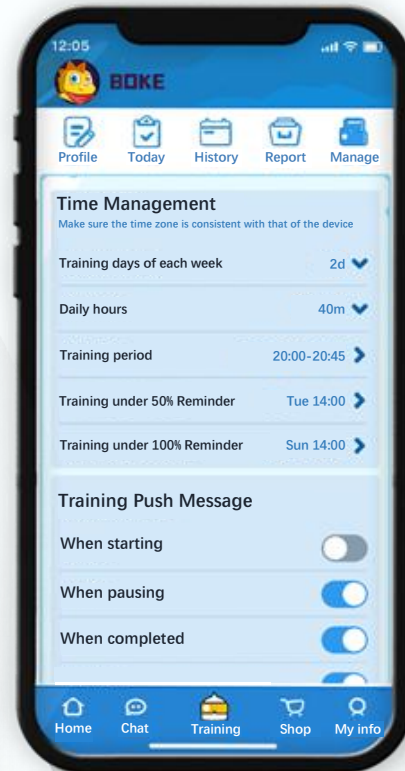 12:05
BOKE
Profile Today History Report Manage
Time Management
Make sure the time zone is consistent with that of the device
Training days of each week 2d
Daily hours 40m
Training period 20:00-20:45
Training under 50% Reminder Tue 14:00
Training under 100% Reminder Sun 14:00
Training Push Message
When starting
When pausing
When completed
Home Chat Training Shop My info